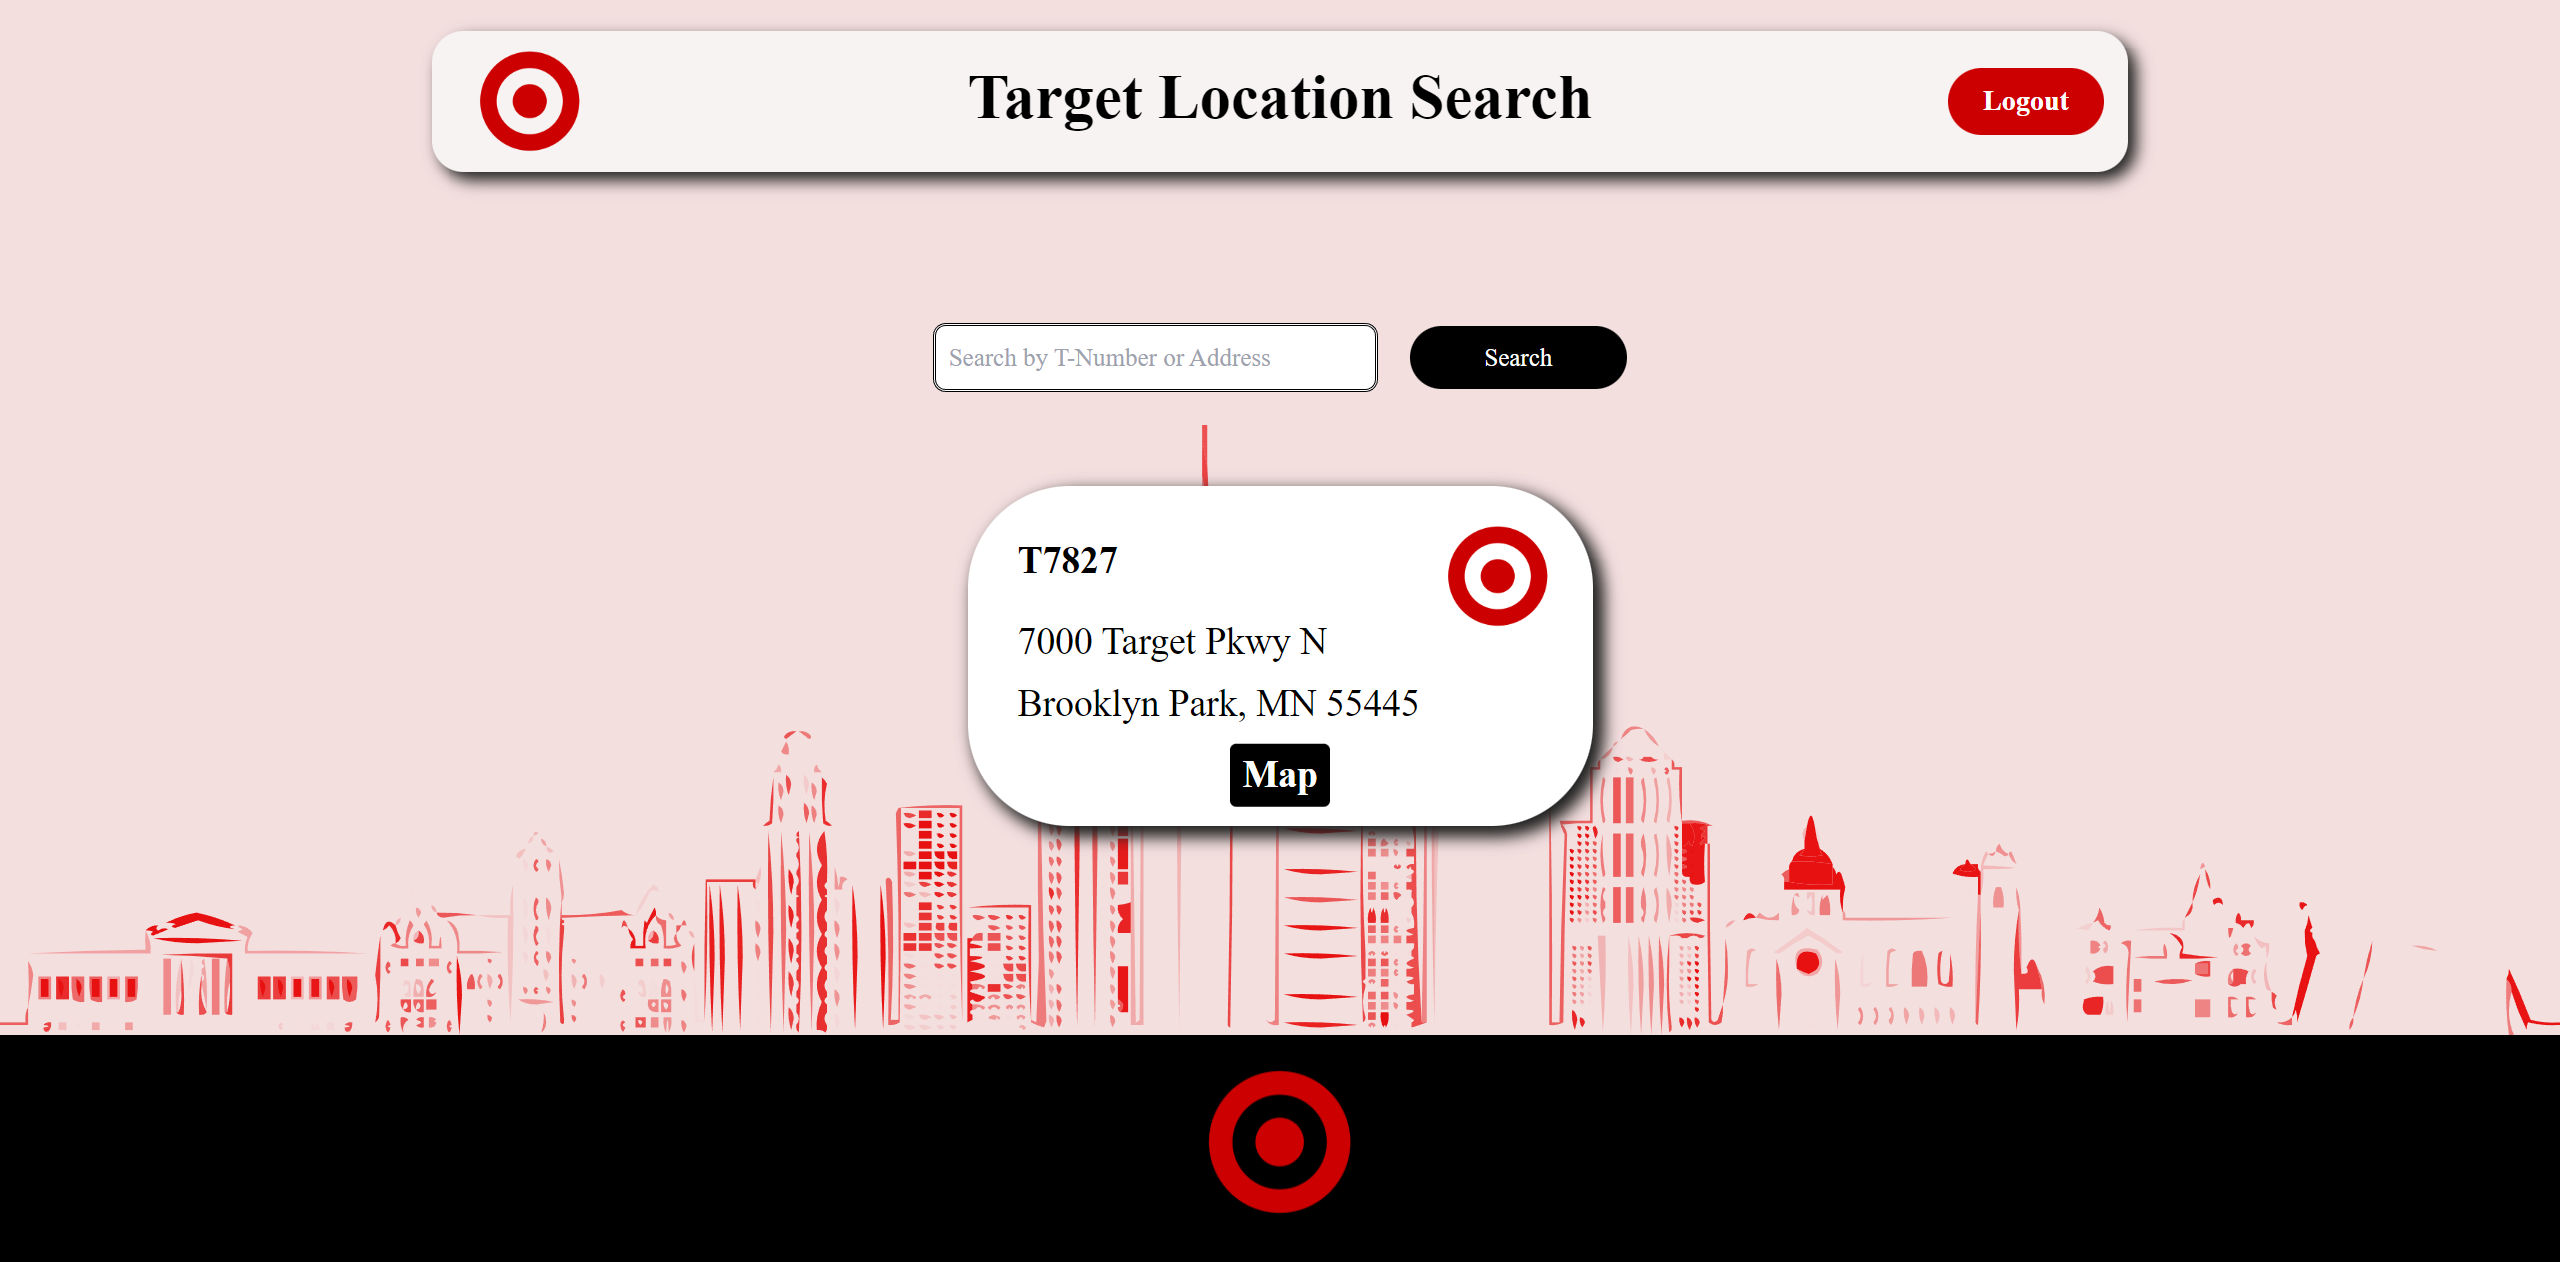 Target Location Search
Logout
Search by T-Number or Address
Search
T7827
7000 Target Pkwy N
Brooklyn Park, MN 55445
Map